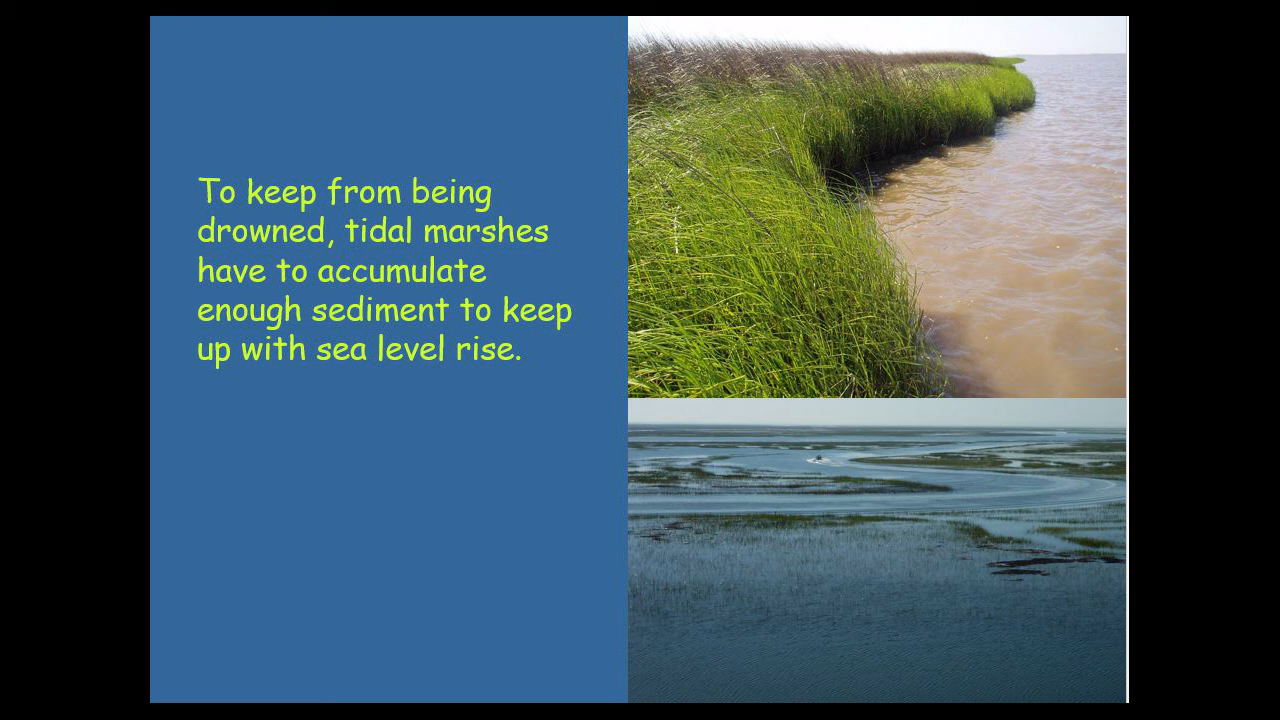 To keep from being
drowned, tidal marshes
have to accumulate
enough sediment to keep
up with sea level rise.